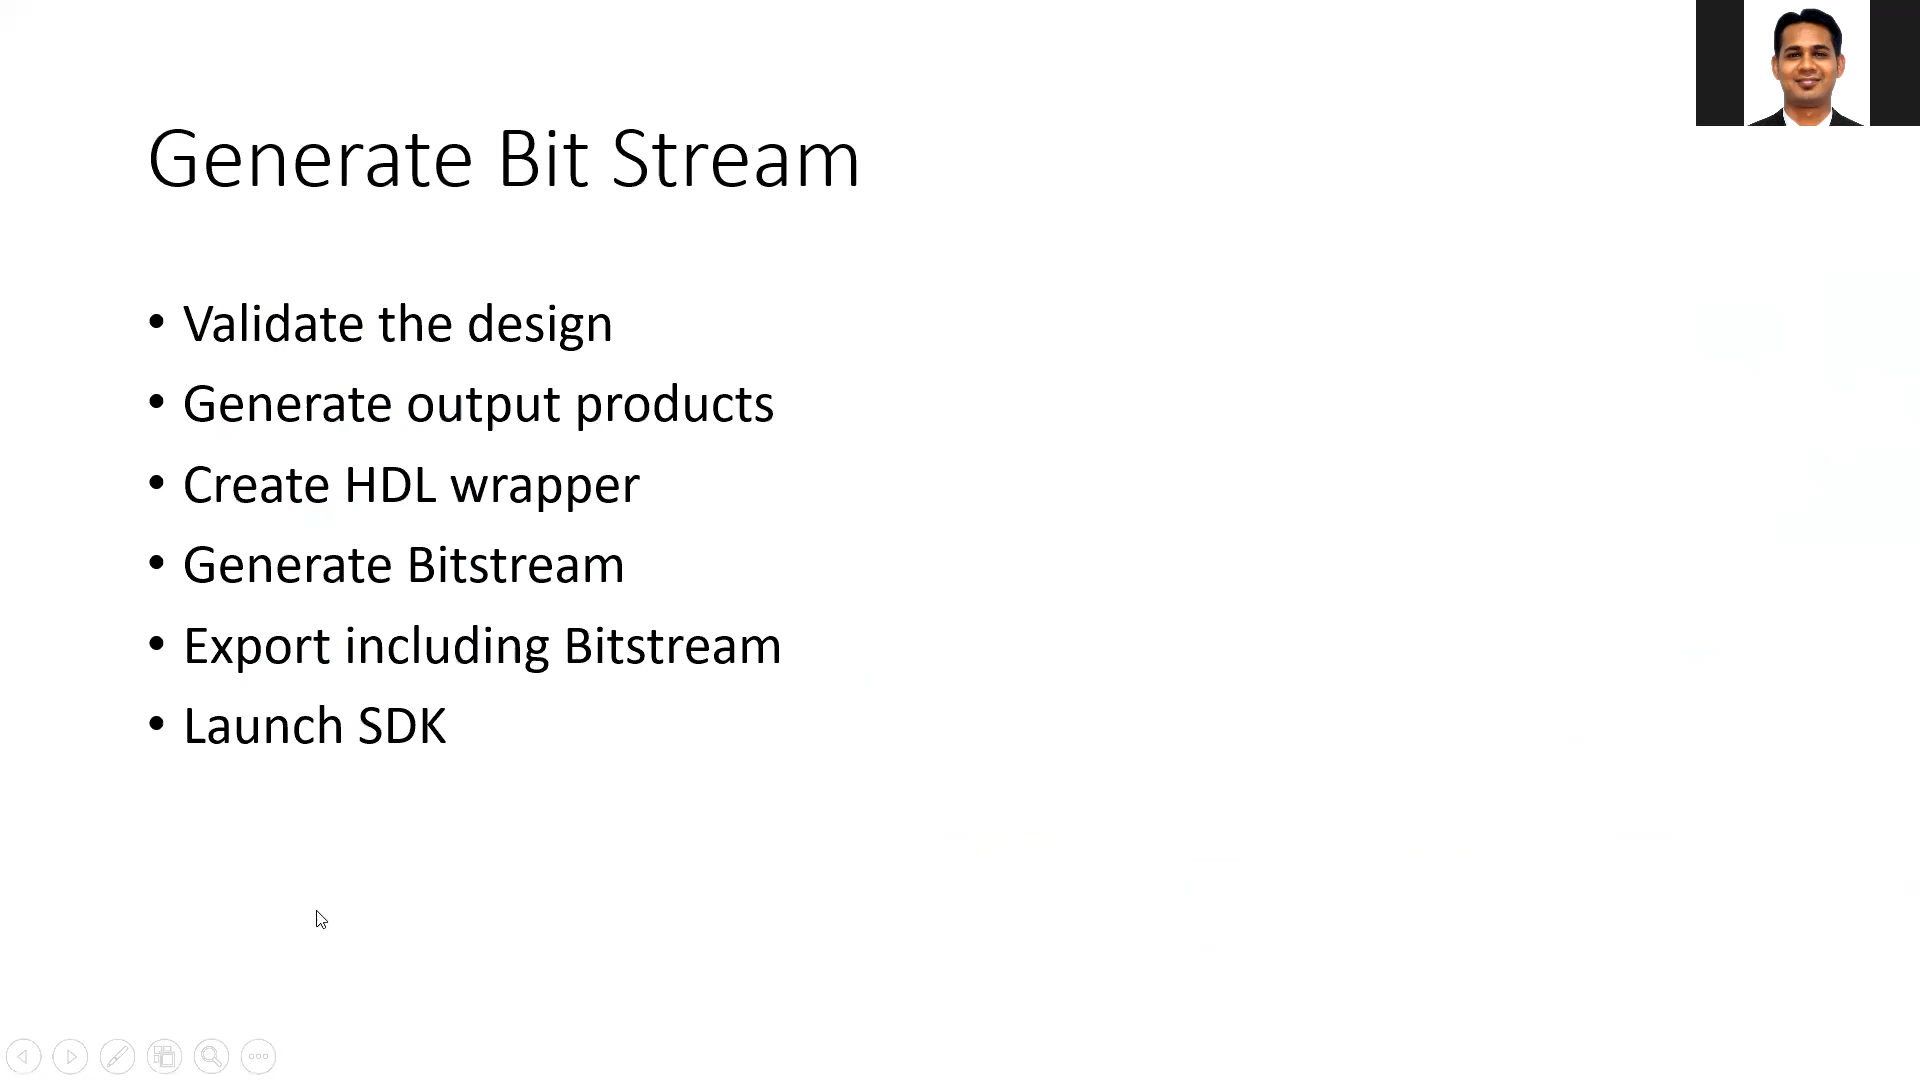 Generate Bit Stream
• Validate the design
• Generate output products
• Create HDL wrapper
• Generate Bitstream
• Export including Bitstream
• Launch SDK